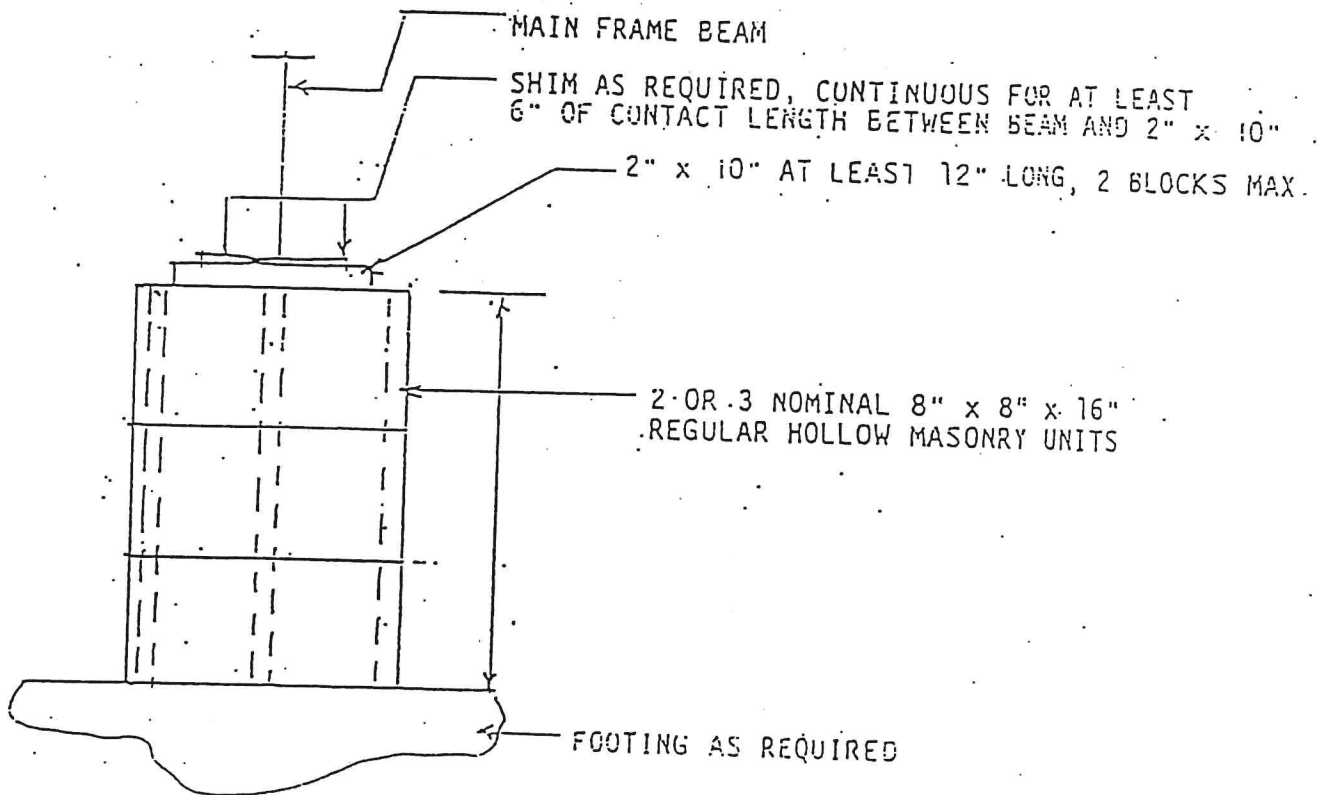 MAIN FRAME BEAM
SHIM AS REQUIRED, CONTINUOUS FOR AT LEAST
6" OF CONTACT LENGTH BETWEEN BEAM AND 2" x 10"
2" x 10" AT LEAST 12" LONG, 2 BLOCKS MAX.
2 OR 3 NOMINAL 8" x 8" x 16"
REGULAR HOLLOW MASONRY UNITS
FOOTING AS REQUIRED